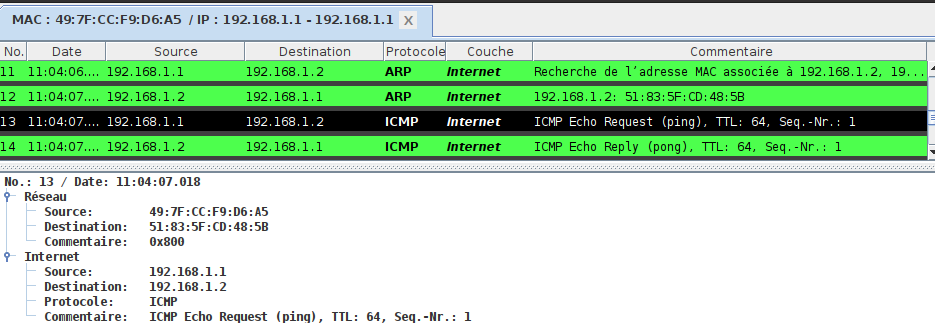 MAC : 49:7F:CC:F9:D6:A5 / IP : 192.168.1.1 - 192.168.1.1 X
No. Date Source Destination Protocole Couche Commentaire
11 11:04:06.... 192.168.1.1 192.168.1.2 ARP Internet Recherche de l'adresse MAC associée à 192.168.1.2, 19...
12 11:04:07.... 192.168.1.2 192.168.1.1 ARP Internet 192.168.1.2: 51:83:5F:CD:48:5B
13 11:04:07.... 192.168.1.1 192.168.1.2 ICMP Internet ICMP Echo Request (ping), TTL: 64, Seq.-Nr.: 1
14 11:04:07.... 192.168.1.2 192.168.1.1 ICMP Internet ICMP Echo Reply (pong), TTL: 64, Seq.-Nr.: 1
No.: 13 / Date: 11:04:07.018
Réseau
Source: 49:7F:CC:F9:D6:A5
Destination: 51:83:5F:CD:48:5B
Commentaire: 0x800
Internet
Source: 192.168.1.1
Destination: 192.168.1.2
Protocole: ICMP
Commentaire: ICMP Echo Request (ping), TTL: 64, Seq.-Nr.: 1